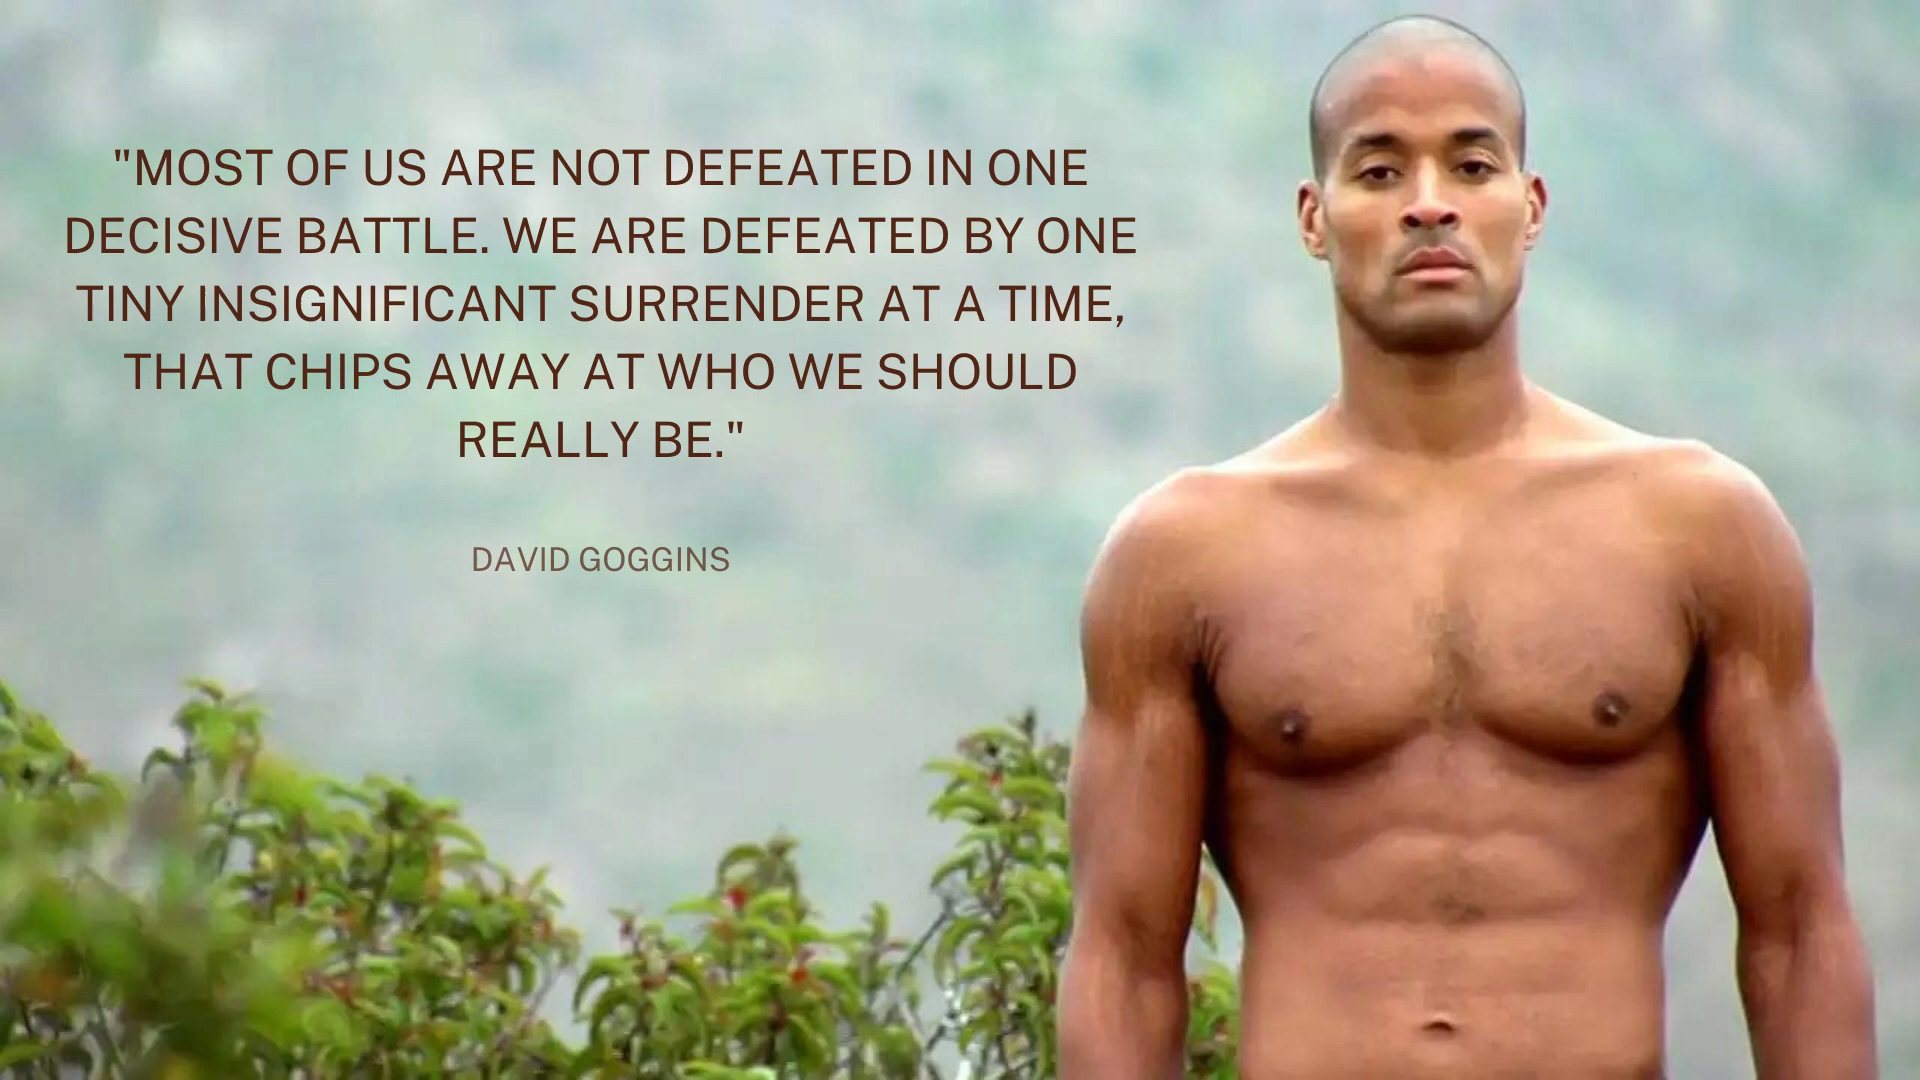 "MOST OF US ARE NOT DEFEATED IN ONE
DECISIVE BATTLE. WE ARE DEFEATED BY ONE
TINY INSIGNIFICANT SURRENDER AT A TIME,
THAT CHIPS AWAY AT WHO WE SHOULD
REALLY BE."
DAVID GOGGINS